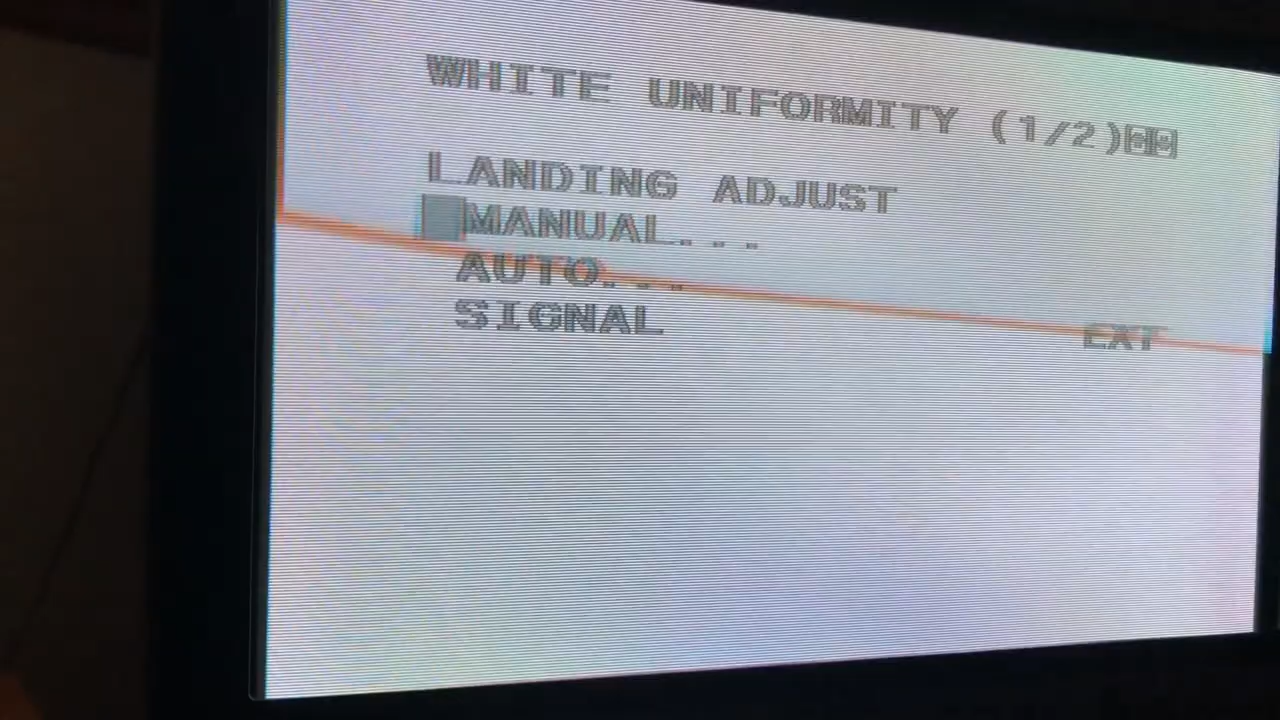 WHITE UNIFORMITY (1/2)
LANDING ADJUST
MANUAL...
AUTO...
SIGNAL EXT